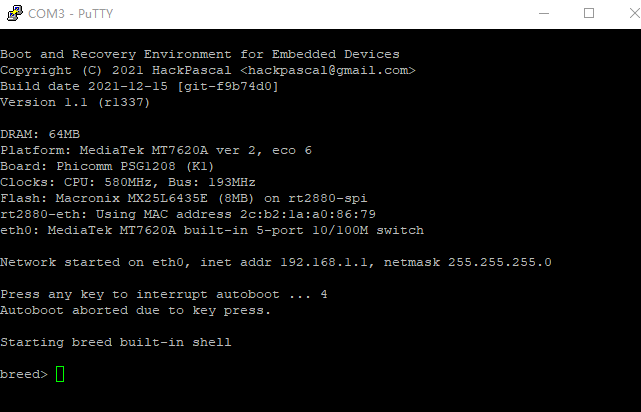 COM3 - PuTTY
Boot and Recovery Environment for Embedded Devices
Copyright (C) 2021 HackPascal <hackpascal@gmail.com>
Build date 2021-12-15 [git-f9b74d0]
Version 1.1 (r1337)
DRAM: 64MB
Platform: MediaTek MT7620A ver 2, eco 6
Board: Phicomm PSG1208 (K1)
Clocks: CPU: 580MHz, Bus: 193MHz
Flash: Macronix MX25L6435E (8MB) on rt2880-spi
rt2880-eth: Using MAC address 2c:b2:1a:a0:86:79
eth0: MediaTek MT7620A built-in 5-port 10/100M switch
Network started on eth0, inet addr 192.168.1.1, netmask 255.255.255.0
Press any key to interrupt autoboot ... 4
Autoboot aborted due to key press.
Starting breed built-in shell
breed>